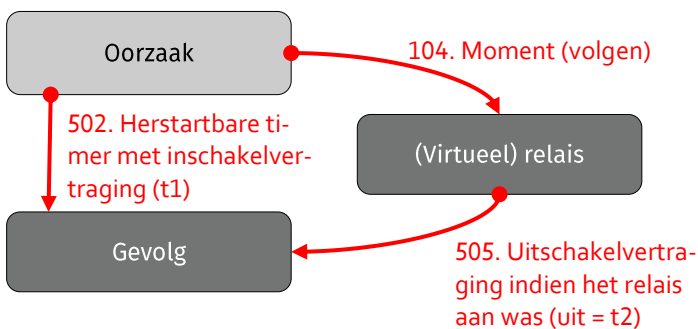 Oorzaak
104. Moment (volgen)
502. Herstartbare ti-
mer met inschakelver-
traging (t1)
(Virtueel) relais
Gevolg
505. Uitschakelvertra-
ging indien het relais
aan was (uit = t2)